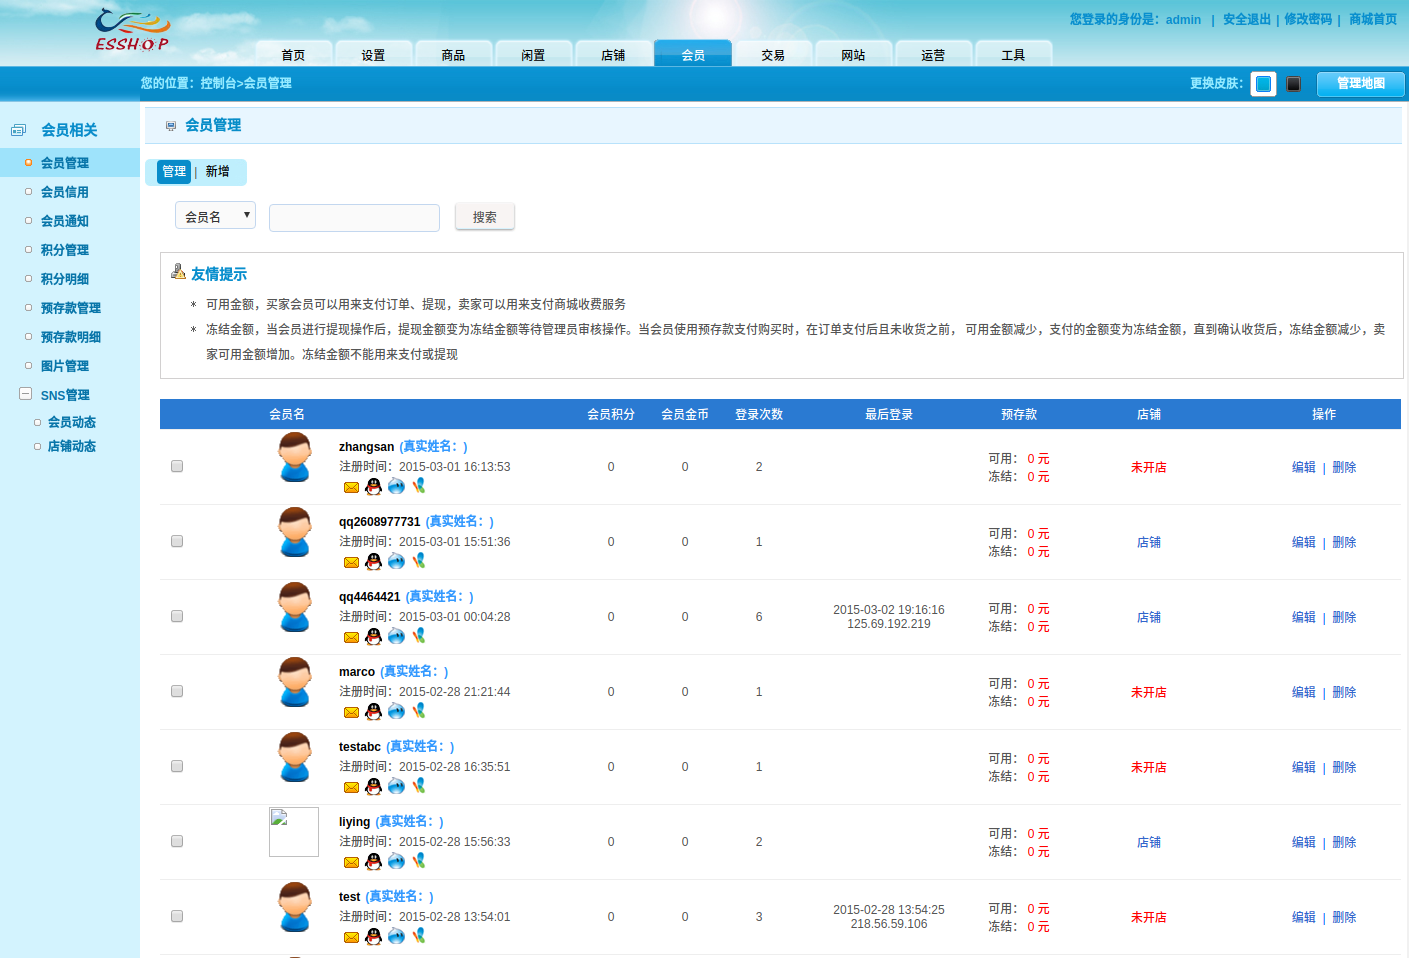 ESSHOP
您登录的身份是：admin | 安全退出 | 修改密码 | 商城首页
首页 设置 商品 闲置 店铺 会员 交易 网站 运营 工具
您的位置：控制台>会员管理
更换皮肤： 管理地图
会员相关
会员管理
会员信用
会员通知
积分管理
积分明细
预存款管理
预存款明细
图片管理
SNS管理
会员动态
店铺动态
会员管理
管理 | 新增
会员名 ▼ 搜索
友情提示
* 可用金额，买家会员可以用来支付订单、提现，卖家可以用来支付商城收费服务
* 冻结金额，当会员进行提现操作后，提现金额变为冻结金额等待管理员审核操作。当会员使用预存款支付购买时，在订单支付后且未收货之前， 可用金额减少，支付的金额变为冻结金额，直到确认收货后，冻结金额减少，卖
家可用金额增加。冻结金额不能用来支付或提现
会员名 会员积分 会员金币 登录次数 最后登录 预存款 店铺 操作
zhangsan (真实姓名：)
注册时间：2015-03-01 16:13:53
0 0 2
可用： 0 元
冻结： 0 元
未开店
编辑 | 删除
qq2608977731 (真实姓名：)
注册时间：2015-03-01 15:51:36
0 0 1
可用： 0 元
冻结： 0 元
店铺
编辑 | 删除
qq4464421 (真实姓名：)
注册时间：2015-03-01 00:04:28
0 0 6
2015-03-02 19:16:16
125.69.192.219
可用： 0 元
冻结： 0 元
店铺
编辑 | 删除
marco (真实姓名：)
注册时间：2015-02-28 21:21:44
0 0 1
可用： 0 元
冻结： 0 元
未开店
编辑 | 删除
testabc (真实姓名：)
注册时间：2015-02-28 16:35:51
0 0 1
可用： 0 元
冻结： 0 元
未开店
编辑 | 删除
liying (真实姓名：)
注册时间：2015-02-28 15:56:33
0 0 2
可用： 0 元
冻结： 0 元
店铺
编辑 | 删除
test (真实姓名：)
注册时间：2015-02-28 13:54:01
0 0 3
2015-02-28 13:54:25
218.56.59.106
可用： 0 元
冻结： 0 元
未开店
编辑 | 删除